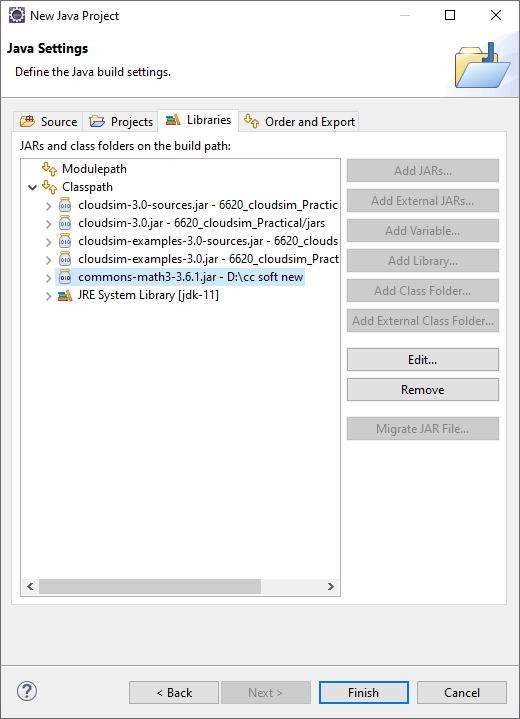 New Java Project
Java Settings
Define the Java build settings.
Source
Projects
Libraries
Order and Export
JARs and class folders on the build path:
Modulepath
Classpath
cloudsim-3.0-sources.jar - 6620_cloudsim_Practica
cloudsim-3.0.jar - 6620_cloudsim_Practical/jars
cloudsim-examples-3.0-sources.jar - 6620_clouds
cloudsim-examples-3.0.jar - 6620_cloudsim_Pract
commons-math3-3.6.1.jar - D:\cc soft new
JRE System Library [jdk-11]
Add JARs...
Add External JARs...
Add Variable...
Add Library...
Add Class Folder...
Add External Class Folder...
Edit...
Remove
Migrate JAR File...
?
< Back
Next >
Finish
Cancel